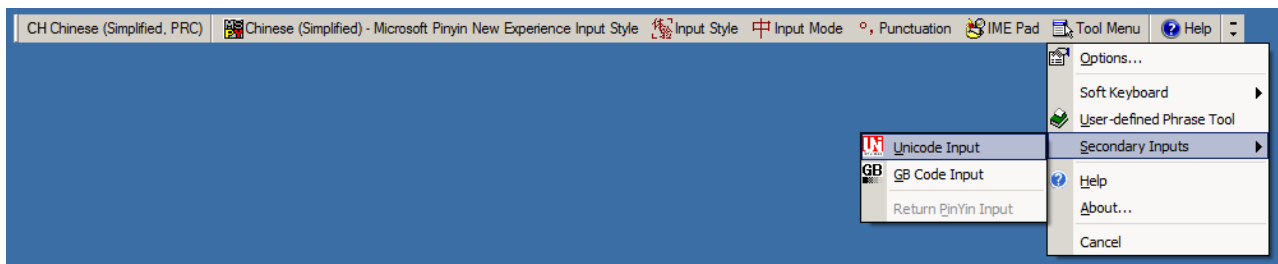 CH Chinese (Simplified, PRC) Chinese (Simplified) - Microsoft Pinyin New Experience Input Style Input Style 中 Input Mode °, Punctuation IME Pad Tool Menu Help
Options...
Soft Keyboard
User-defined Phrase Tool
Secondary Inputs
Help
About...
Cancel
UNi Unicode Input
GB GB Code Input
Return PinYin Input